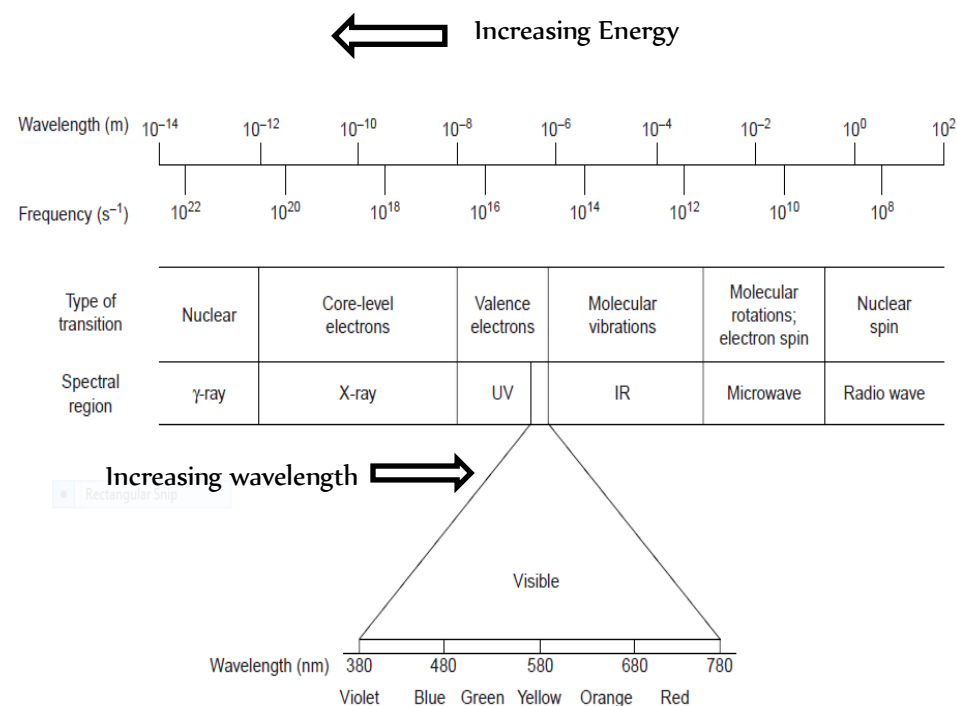 Increasing Energy
Wavelength (m) 10⁻¹⁴ 10⁻¹² 10⁻¹⁰ 10⁻⁸ 10⁻⁶ 10⁻⁴ 10⁻² 10⁰ 10²
Frequency (s⁻¹) 10²² 10²⁰ 10¹⁸ 10¹⁶ 10¹⁴ 10¹² 10¹⁰ 10⁸
Type of transition
Nuclear
Core-level electrons
Valence electrons
Molecular vibrations
Molecular rotations; electron spin
Nuclear spin
Spectral region
γ-ray X-ray UV IR Microwave Radio wave
Increasing wavelength
Rectangular Snip
Visible
Wavelength (nm) 380 480 580 680 780
Violet Blue Green Yellow Orange Red